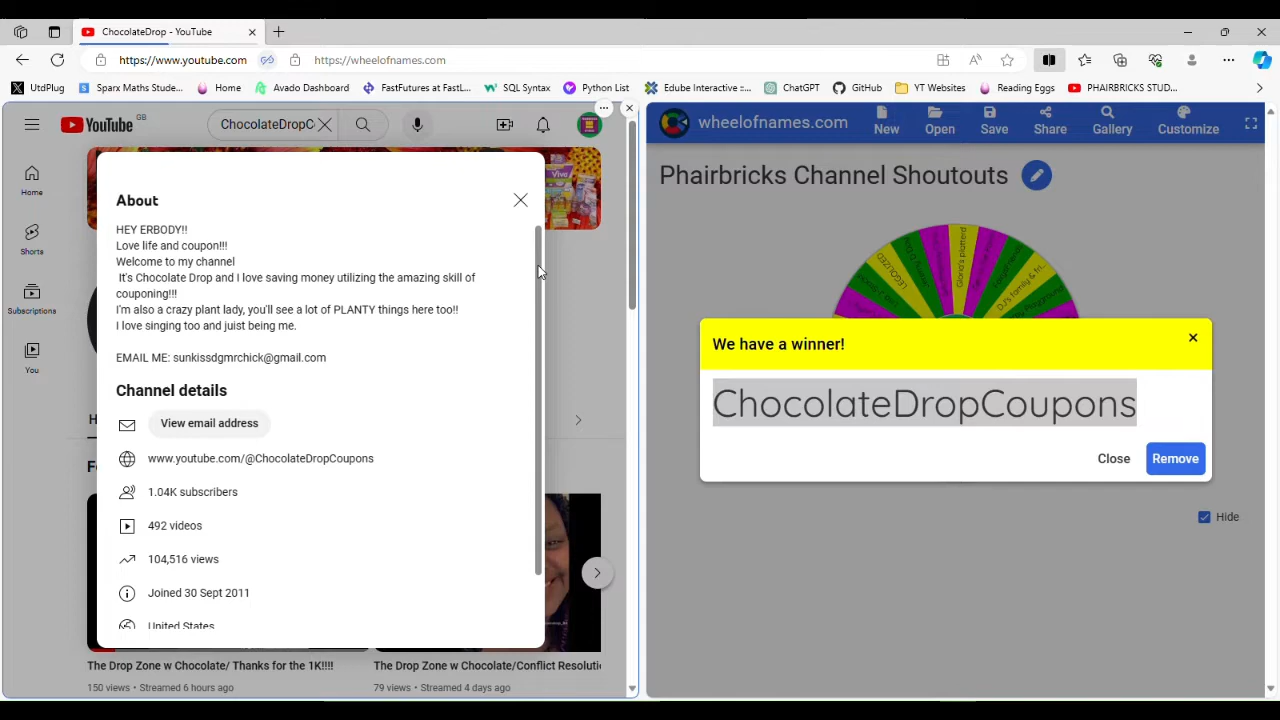 ChocolateDrop - YouTube
https://www.youtube.com
https://wheelofnames.com
UtdPlug
Sparx Maths Stude...
Home
Avado Dashboard
FastFutures at FastL...
SQL Syntax
Python List
Edube Interactive ::...
ChatGPT
GitHub
YT Websites
Reading Eggs
PHAIRBRICKS STUD...
YouTube GB
ChocolateDropC
Home
Shorts
Subscriptions
You
About
HEY ERBODY!!
Love life and coupon!!!
Welcome to my channel
It's Chocolate Drop and I love saving money utilizing the amazing skill of
couponing!!!
I'm also a crazy plant lady, you'll see a lot of PLANTY things here too!!
I love singing too and juist being me.
EMAIL ME: sunkissdgmrchick@gmail.com
Channel details
View email address
www.youtube.com/@ChocolateDropCoupons
1.04K subscribers
492 videos
104,516 views
Joined 30 Sept 2011
United States
The Drop Zone w Chocolate/ Thanks for the 1K!!!!
150 views • Streamed 6 hours ago
The Drop Zone w Chocolate/Conflict Resolutio
79 views • Streamed 4 days ago
wheelofnames.com
New
Open
Save
Share
Gallery
Customize
Phairbricks Channel Shoutouts
LEGOLIZED
Gloria's platterd
DJ's family & fri...
We have a winner!
ChocolateDropCoupons
Close
Remove
Hide